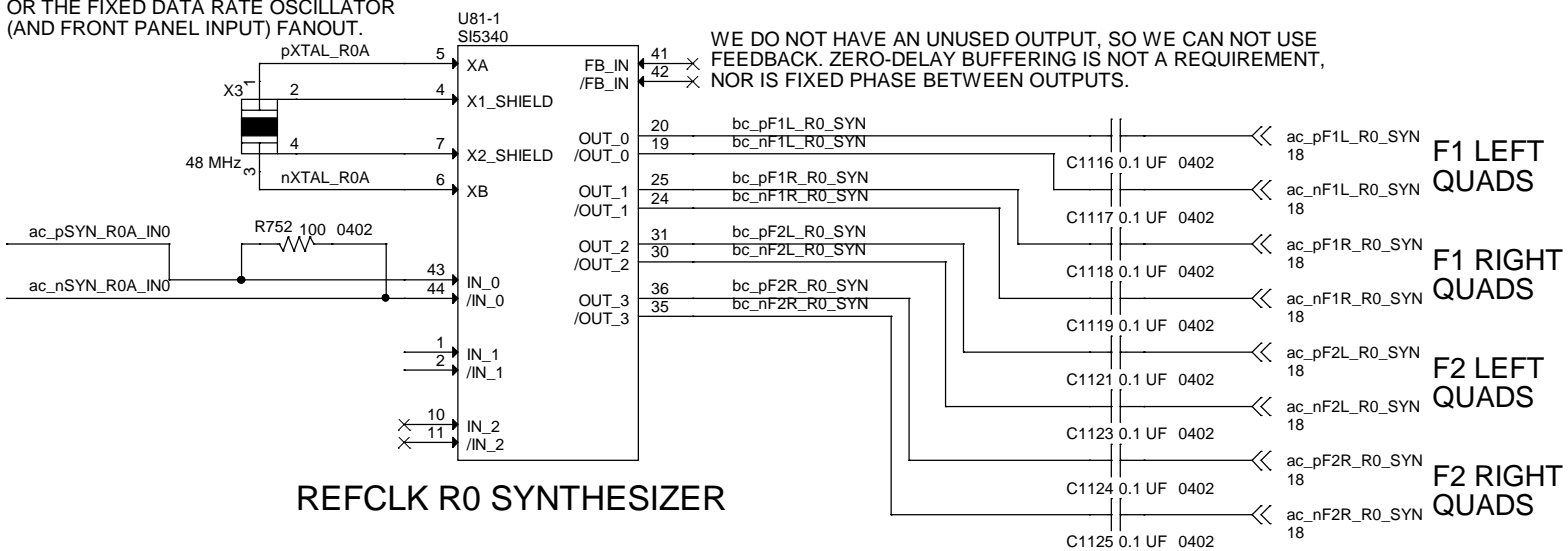 OR THE FIXED DATA RATE OSCILLATOR
(AND FRONT PANEL INPUT) FANOUT.
U81-1
SI5340
WE DO NOT HAVE AN UNUSED OUTPUT, SO WE CAN NOT USE
FEEDBACK. ZERO-DELAY BUFFERING IS NOT A REQUIREMENT,
NOR IS FIXED PHASE BETWEEN OUTPUTS.
pXTAL_R0A
5
XA
FB_IN
41
/FB_IN
42
X3
1
2
4
X1_SHIELD
4
7
X2_SHIELD
48 MHz
3
nXTAL_R0A
6
XB
OUT_0
20
bc_pF1L_R0_SYN
/OUT_0
19
bc_nF1L_R0_SYN
OUT_1
25
bc_pF1R_R0_SYN
/OUT_1
24
bc_nF1R_R0_SYN
OUT_2
31
bc_pF2L_R0_SYN
/OUT_2
30
bc_nF2L_R0_SYN
OUT_3
36
bc_pF2R_R0_SYN
/OUT_3
35
bc_nF2R_R0_SYN
ac_pSYN_R0A_IN0
R752 100 0402
ac_nSYN_R0A_IN0
43
IN_0
44
/IN_0
1
IN_1
2
/IN_1
10
IN_2
11
/IN_2
C1116 0.1 UF 0402
C1117 0.1 UF 0402
C1118 0.1 UF 0402
C1119 0.1 UF 0402
C1121 0.1 UF 0402
C1123 0.1 UF 0402
C1124 0.1 UF 0402
C1125 0.1 UF 0402
ac_pF1L_R0_SYN
18
ac_nF1L_R0_SYN
18
F1 LEFT
QUADS
ac_pF1R_R0_SYN
18
ac_nF1R_R0_SYN
18
F1 RIGHT
QUADS
ac_pF2L_R0_SYN
18
ac_nF2L_R0_SYN
18
F2 LEFT
QUADS
ac_pF2R_R0_SYN
18
ac_nF2R_R0_SYN
18
F2 RIGHT
QUADS
REFCLK R0 SYNTHESIZER